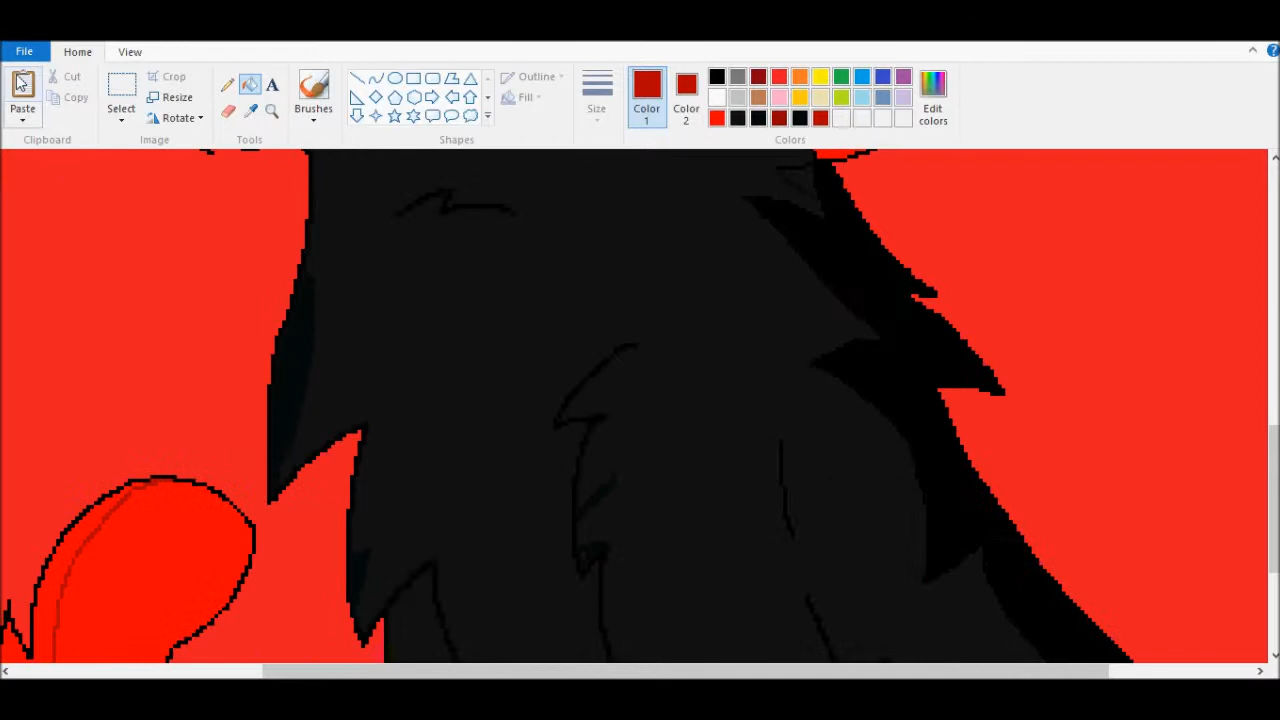 File Home View
Paste
Cut
Copy
Clipboard
Select
Crop
Resize
Rotate
Image
A
Tools
Brushes
Shapes
Outline
Fill
Size
Color 1
Color 2
Edit colors
Colors